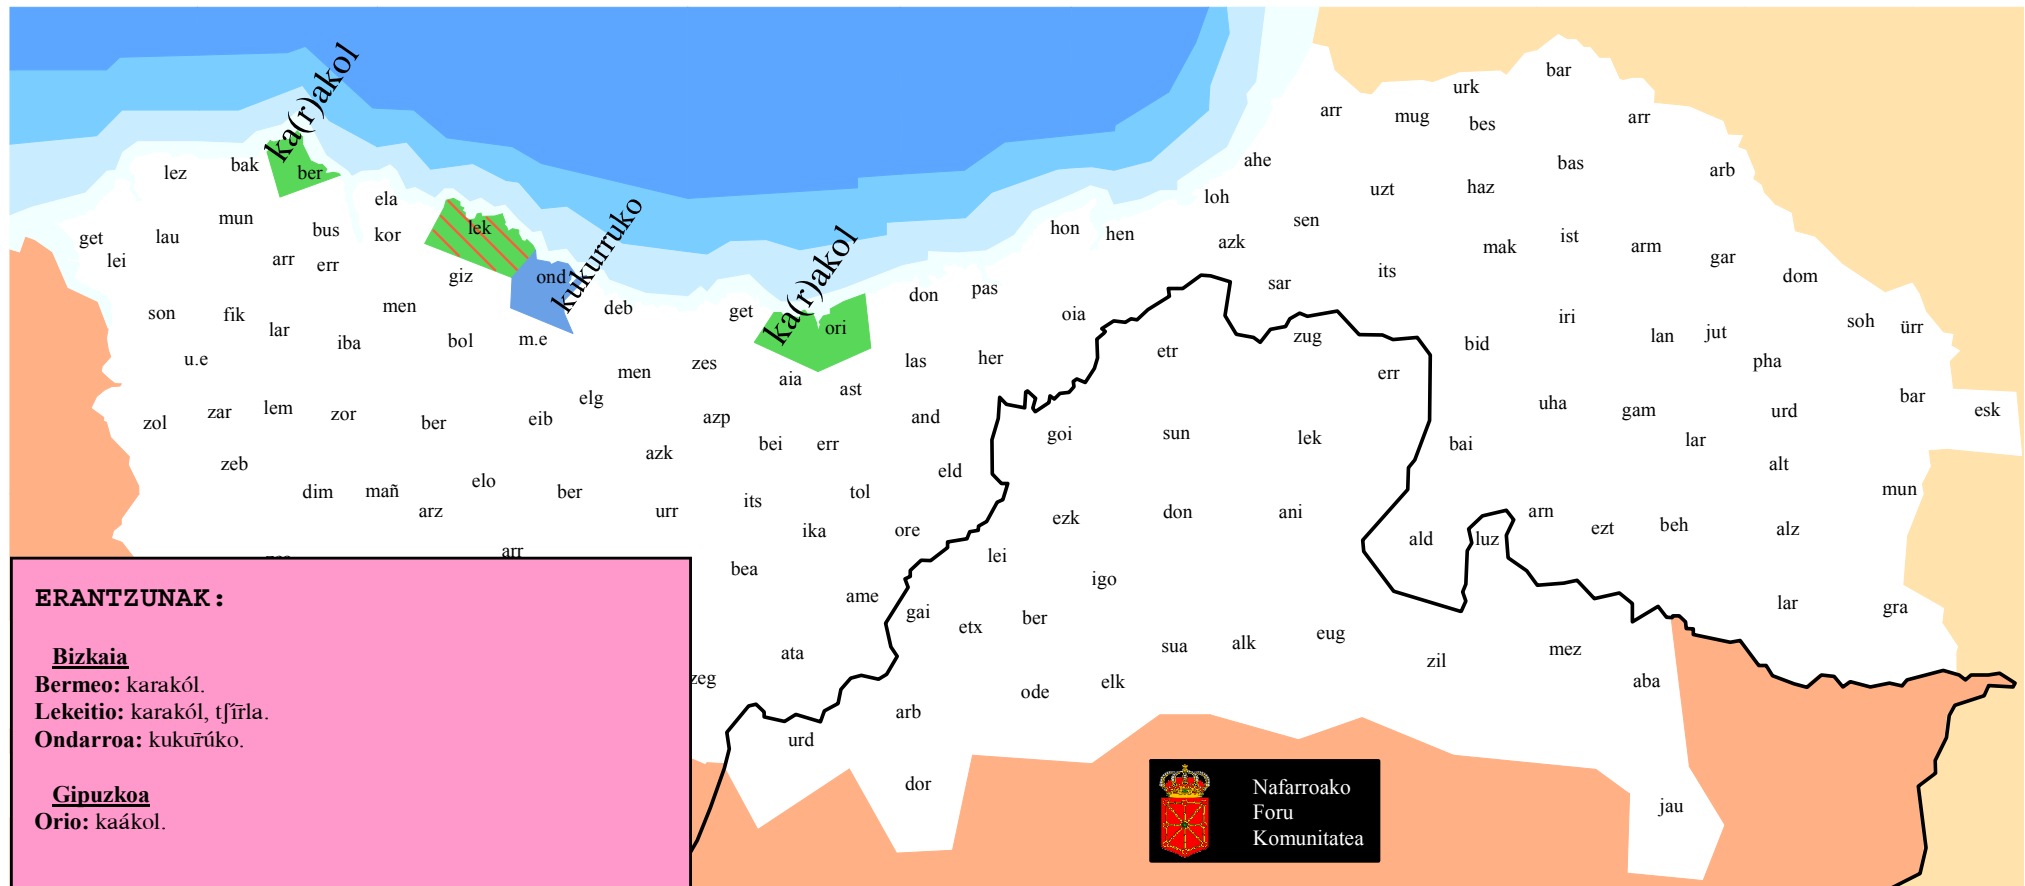 bar
urk
arr
mug
bes
arr
ka(r)akol
lez
bak
ber
ahe
bas
arb
ela
loh
uzt
haz
mun
bus
kor
lek
kukurruko
sen
get
lau
hon
hen
azk
mak
ist
arm
lei
arr
err
giz
ond
ka(r)akol
its
gar
dom
son
fik
men
deb
get
don
pas
sar
lar
iba
bol
m.e
ori
oia
iri
soh
ürr
u.e
zes
las
her
etr
zug
bid
lan
jut
men
aia
ast
err
pha
zol
zar
lem
zor
ber
eib
elg
azp
and
uha
gam
urd
bar
esk
azk
bei
err
goi
sun
lek
bai
lar
zeb
elo
eld
alt
dim
mañ
arz
ber
urr
its
tol
mun
ika
ore
ezk
don
ani
arn
ezt
beh
alz
arr
ald
luz
bea
lei
igo
ame
gai
etx
ber
lar
gra
ata
sua
alk
eug
zil
mez
zeg
ode
elk
aba
arb
urd
dor
jau
ERANTZUNAK:
Bizkaia
Bermeo: karakól.
Lekeitio: karakól, tʃír̄la.
Ondarroa: kukur̄úko.
Gipuzkoa
Orio: kaákol.
Nafarroako
Foru
Komunitatea